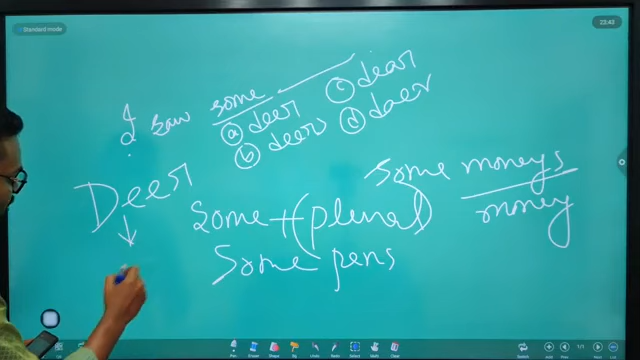 Standard mode
23:43
I saw some ______
(a) deer (c) dear
(b) deers (d) daer
Deer
some + (plural)
some moneys
money
Some pens